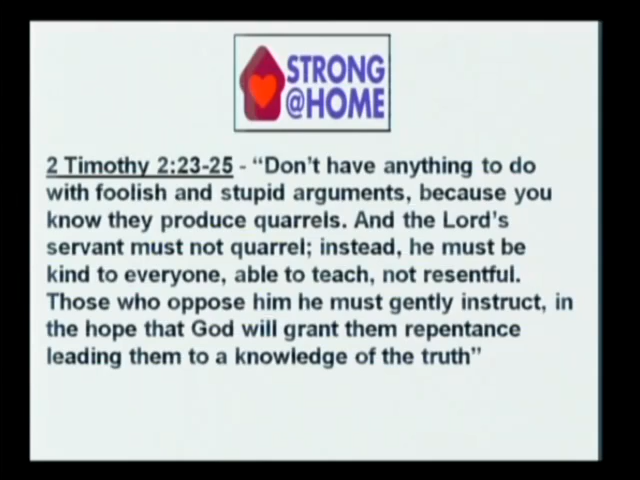 STRONG
@HOME
2 Timothy 2:23-25 - “Don’t have anything to do
with foolish and stupid arguments, because you
know they produce quarrels. And the Lord’s
servant must not quarrel; instead, he must be
kind to everyone, able to teach, not resentful.
Those who oppose him he must gently instruct, in
the hope that God will grant them repentance
leading them to a knowledge of the truth”